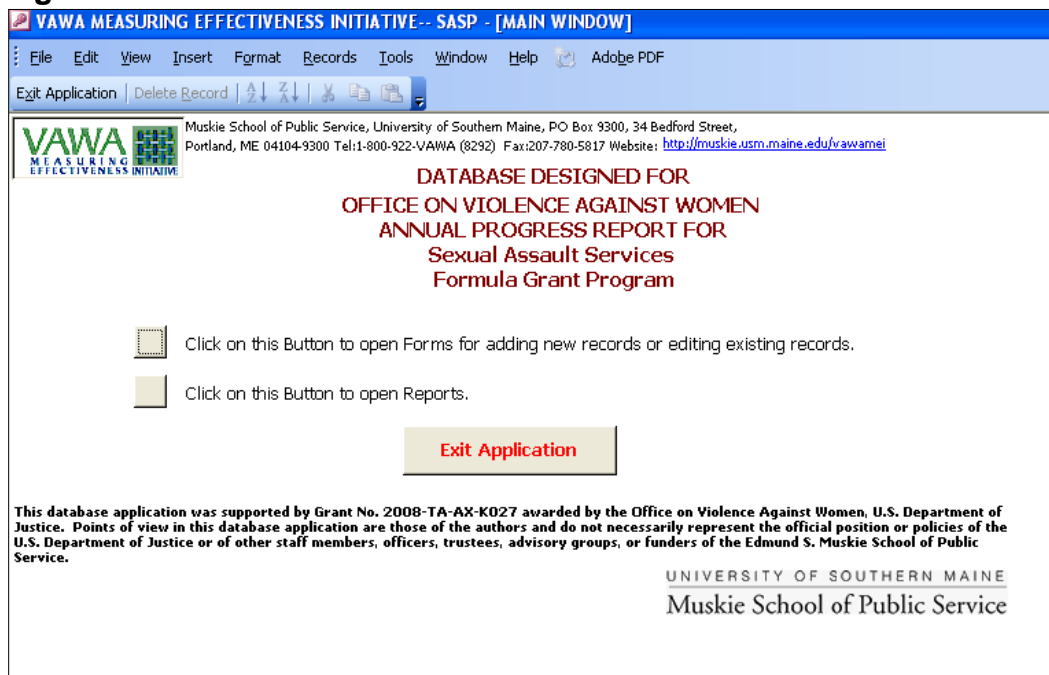 VAWA MEASURING EFFECTIVENESS INITIATIVE-- SASP - [MAIN WINDOW]
File Edit View Insert Format Records Tools Window Help Adobe PDF
Exit Application Delete Record
VAWA
MEASURING
EFFECTIVENESS INITIATIVE
Muskie School of Public Service, University of Southern Maine, PO Box 9300, 34 Bedford Street,
Portland, ME 04104-9300 Tel:1-800-922-VAWA (8292) Fax:207-780-5817 Website: http://muskie.usm.maine.edu/vawamei
DATABASE DESIGNED FOR
OFFICE ON VIOLENCE AGAINST WOMEN
ANNUAL PROGRESS REPORT FOR
Sexual Assault Services
Formula Grant Program
Click on this Button to open Forms for adding new records or editing existing records.
Click on this Button to open Reports.
Exit Application
This database application was supported by Grant No. 2008-TA-AX-K027 awarded by the Office on Violence Against Women, U.S. Department of
Justice. Points of view in this database application are those of the authors and do not necessarily represent the official position or policies of the
U.S. Department of Justice or of other staff members, officers, trustees, advisory groups, or funders of the Edmund S. Muskie School of Public
Service.
UNIVERSITY OF SOUTHERN MAINE
Muskie School of Public Service